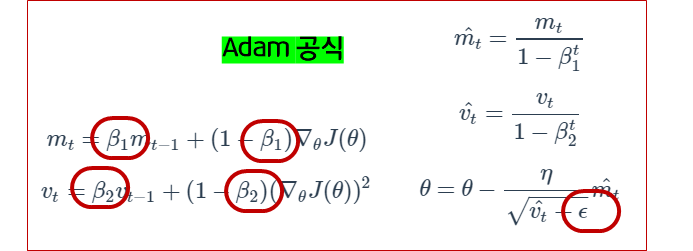 Adam 공식
m̂_t = m_t / (1 − β_1^t)
v̂_t = v_t / (1 − β_2^t)
m_t = β_1 m_{t−1} + (1 − β_1)∇_θ J(θ)
v_t = β_2 v_{t−1} + (1 − β_2)(∇_θ J(θ))^2
θ = θ − η / √(v̂_t + ϵ) m̂_t